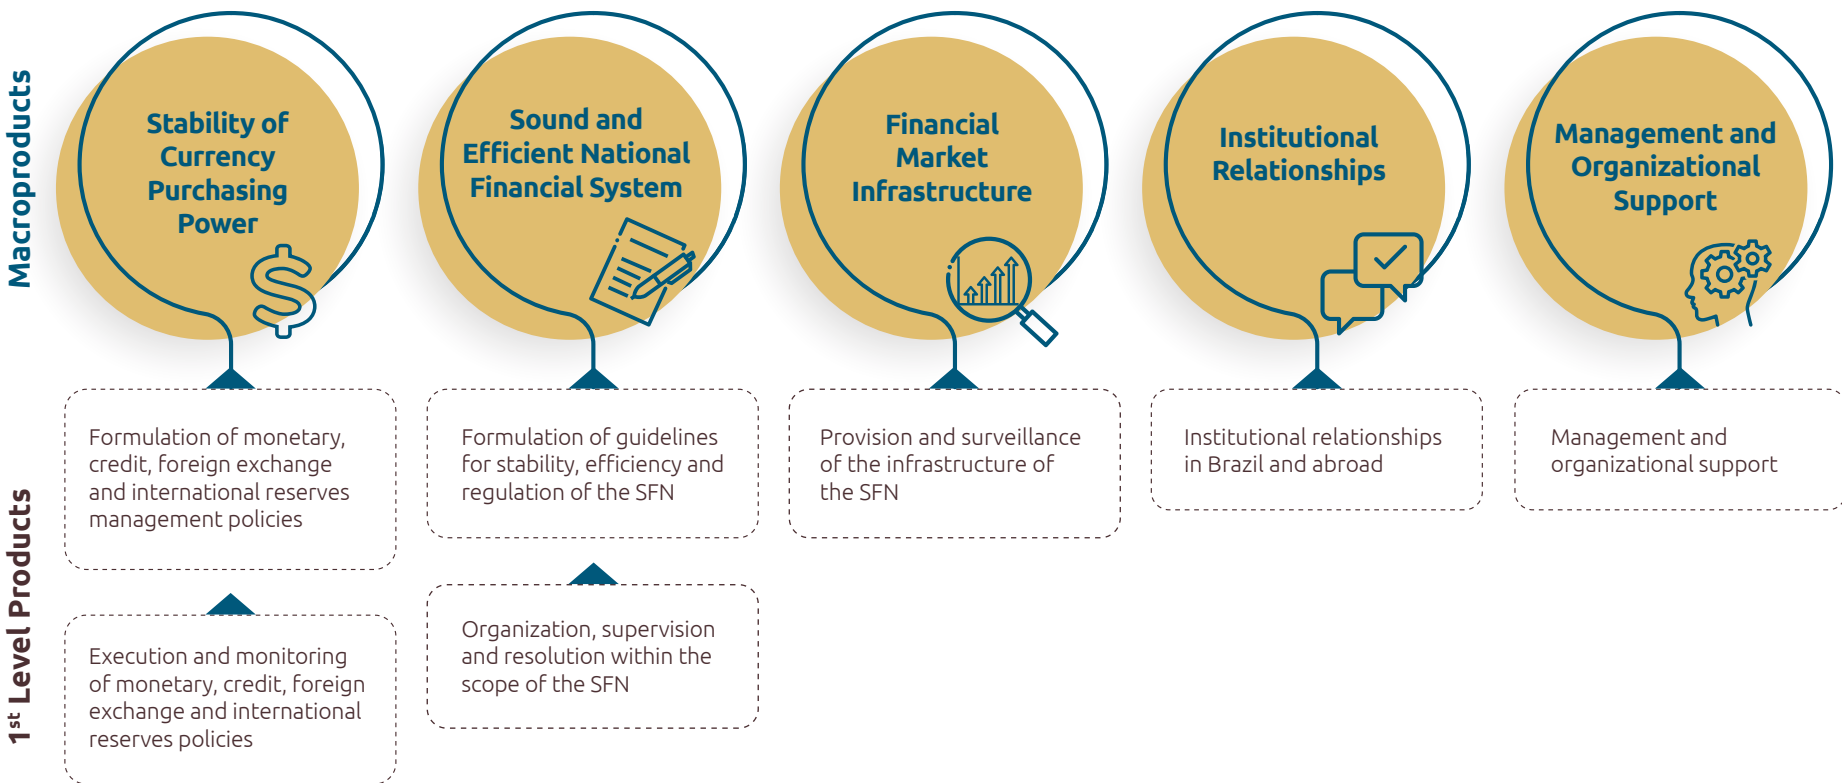 Macroproducts
Stability of
Currency
Purchasing
Power
Sound and
Efficient National
Financial System
Financial
Market
Infrastructure
Institutional
Relationships
Management and
Organizational
Support
1st Level Products
Formulation of monetary,
credit, foreign exchange
and international reserves
management policies
Execution and monitoring
of monetary, credit, foreign
exchange and international
reserves policies
Formulation of guidelines
for stability, efficiency and
regulation of the SFN
Organization, supervision
and resolution within the
scope of the SFN
Provision and surveillance
of the infrastructure of
the SFN
Institutional relationships
in Brazil and abroad
Management and
organizational support